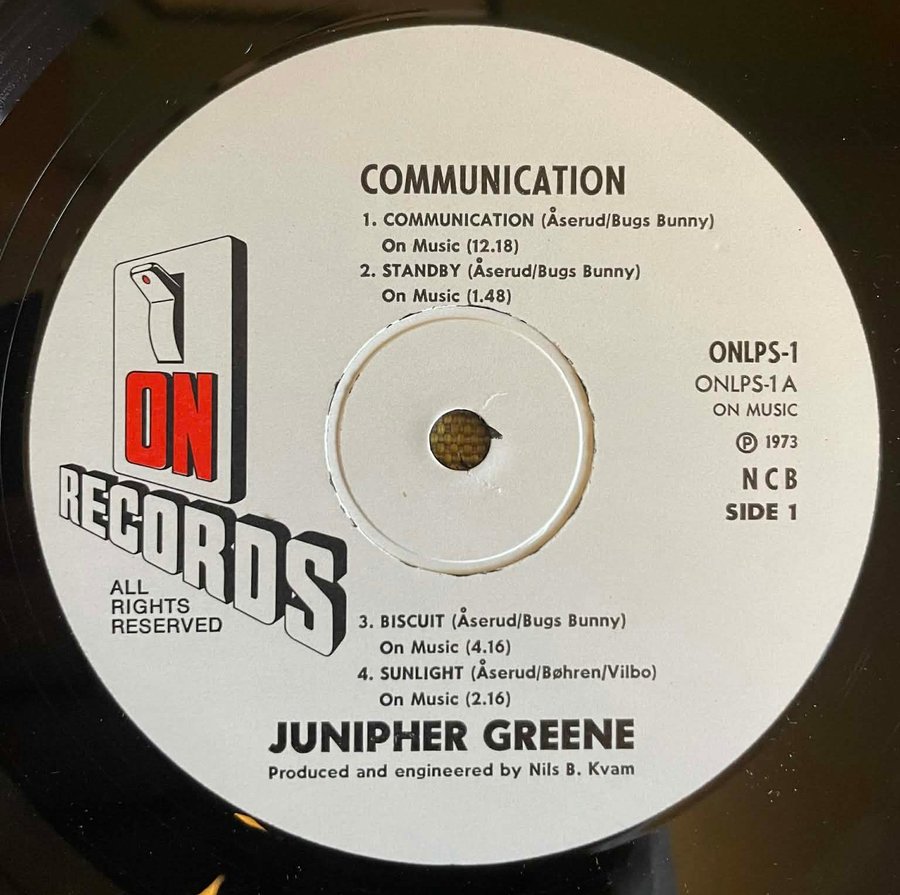 COMMUNICATION
1. COMMUNICATION (Åserud/Bugs Bunny)
On Music (12.18)
2. STANDBY (Åserud/Bugs Bunny)
On Music (1.48)
ONLPS-1
ONLPS-1 A
ON MUSIC
Ⓟ 1973
NCB
SIDE 1
ON
RECORDS
ALL
RIGHTS
RESERVED
3. BISCUIT (Åserud/Bugs Bunny)
On Music (4.16)
4. SUNLIGHT (Åserud/Bøhren/Vilbo)
On Music (2.16)
JUNIPHER GREENE
Produced and engineered by Nils B. Kvam